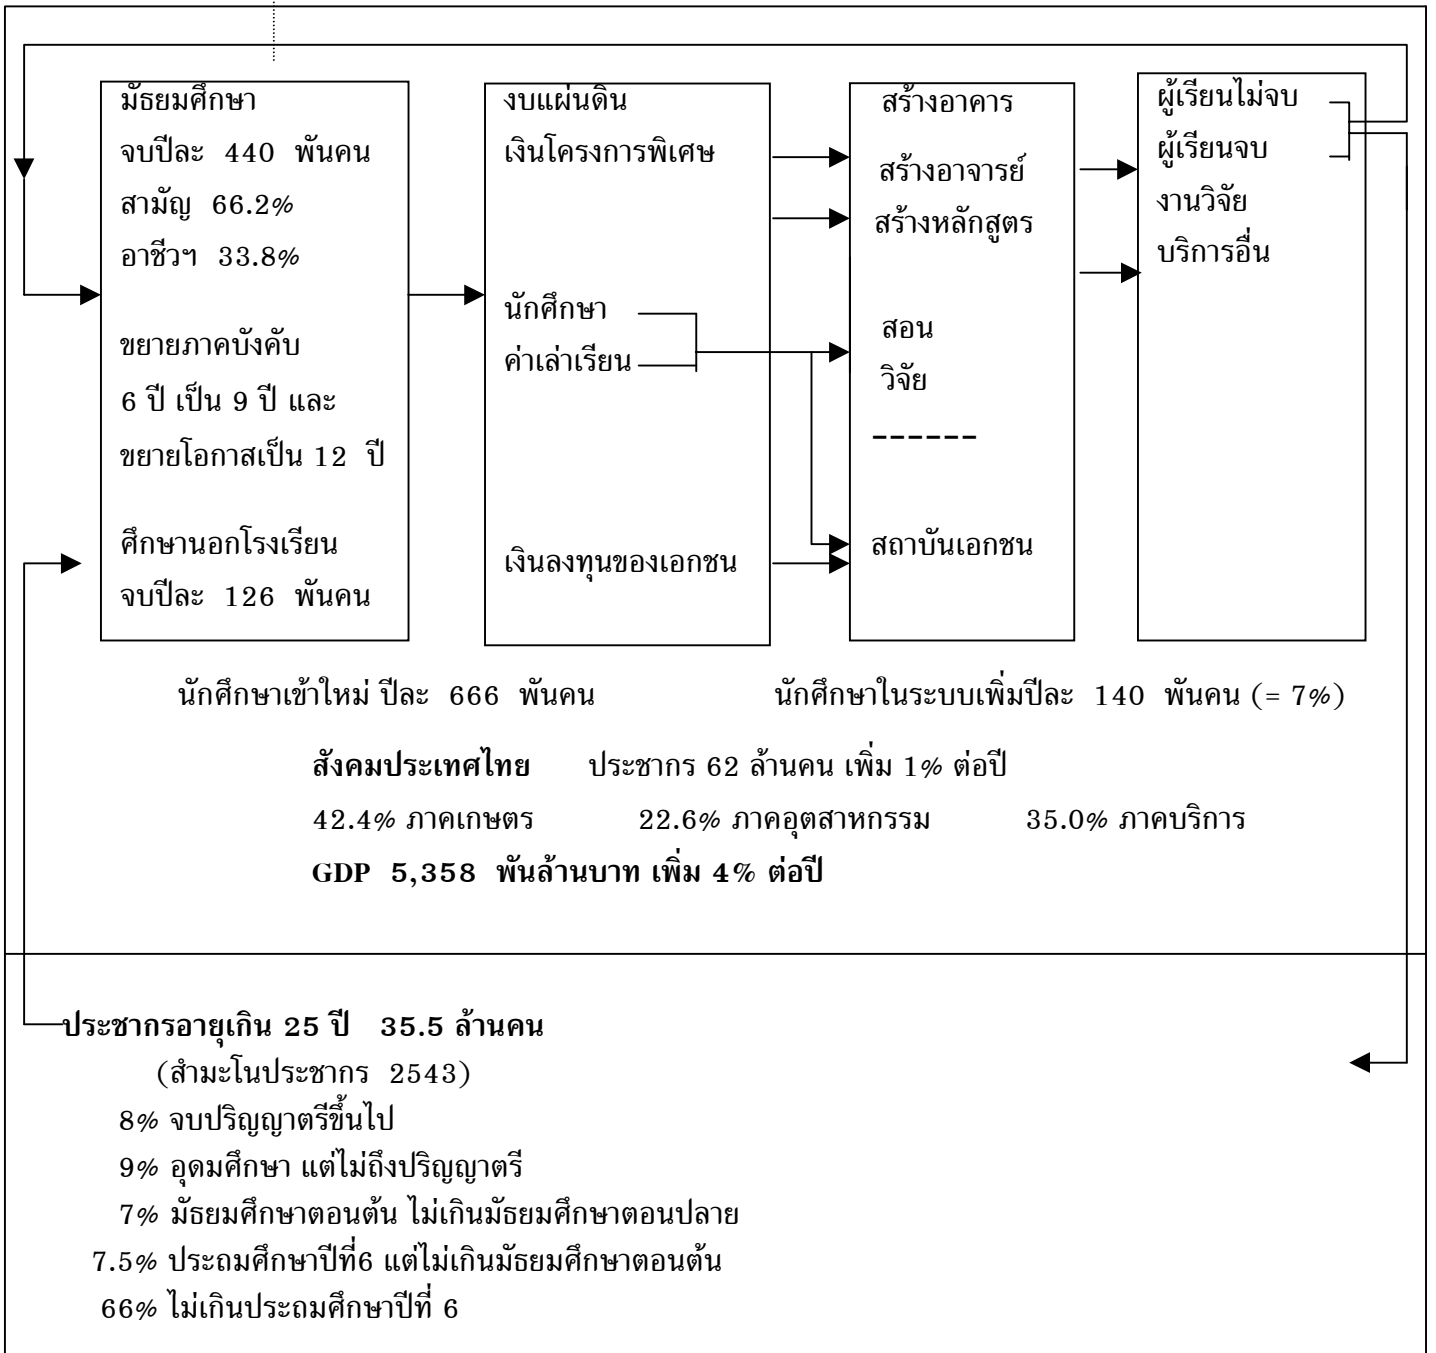 มัธยมศึกษา
จบปีละ 440 พันคน
สามัญ 66.2%
อาชีวฯ 33.8%
ขยายภาคบังคับ
6 ปี เป็น 9 ปี และ
ขยายโอกาสเป็น 12 ปี
ศึกษานอกโรงเรียน
จบปีละ 126 พันคน
งบแผ่นดิน
เงินโครงการพิเศษ
นักศึกษา
ค่าเล่าเรียน
เงินลงทุนของเอกชน
สร้างอาคาร
สร้างอาจารย์
สร้างหลักสูตร
สอน
วิจัย
------
สถาบันเอกชน
ผู้เรียนไม่จบ
ผู้เรียนจบ
งานวิจัย
บริการอื่น
นักศึกษาเข้าใหม่ ปีละ 666 พันคน นักศึกษาในระบบเพิ่มปีละ 140 พันคน (= 7%)
สังคมประเทศไทย ประชากร 62 ล้านคน เพิ่ม 1% ต่อปี
42.4% ภาคเกษตร 22.6% ภาคอุตสาหกรรม 35.0% ภาคบริการ
GDP 5,358 พันล้านบาท เพิ่ม 4% ต่อปี
ประชากรอายุเกิน 25 ปี 35.5 ล้านคน
(สำมะโนประชากร 2543)
8% จบปริญญาตรีขึ้นไป
9% อุดมศึกษา แต่ไม่ถึงปริญญาตรี
7% มัธยมศึกษาตอนต้น ไม่เกินมัธยมศึกษาตอนปลาย
7.5% ประถมศึกษาปีที่6 แต่ไม่เกินมัธยมศึกษาตอนต้น
66% ไม่เกินประถมศึกษาปีที่ 6